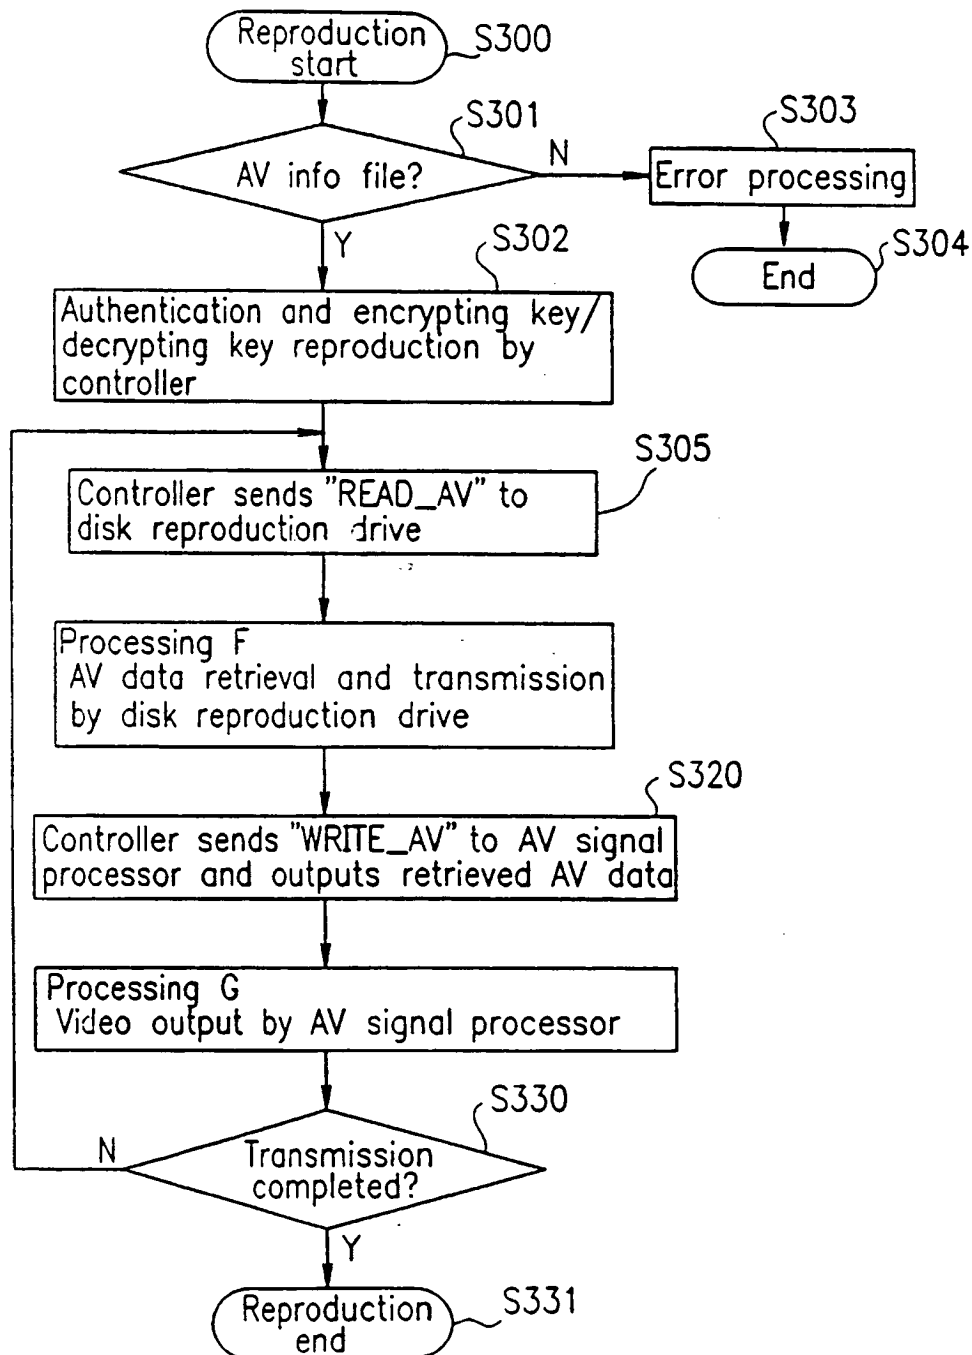 Reproduction
start
S300
S301
AV info file?
N
S303
Error processing
S304
End
Y
S302
Authentication and encrypting key/
decrypting key reproduction by
controller
S305
Controller sends "READ_AV" to
disk reproduction drive
Processing F
AV data retrieval and transmission
by disk reproduction drive
S320
Controller sends "WRITE_AV" to AV signal
processor and outputs retrieved AV data
Processing G
Video output by AV signal processor
S330
N
Transmission
completed?
Y
Reproduction
end
S331